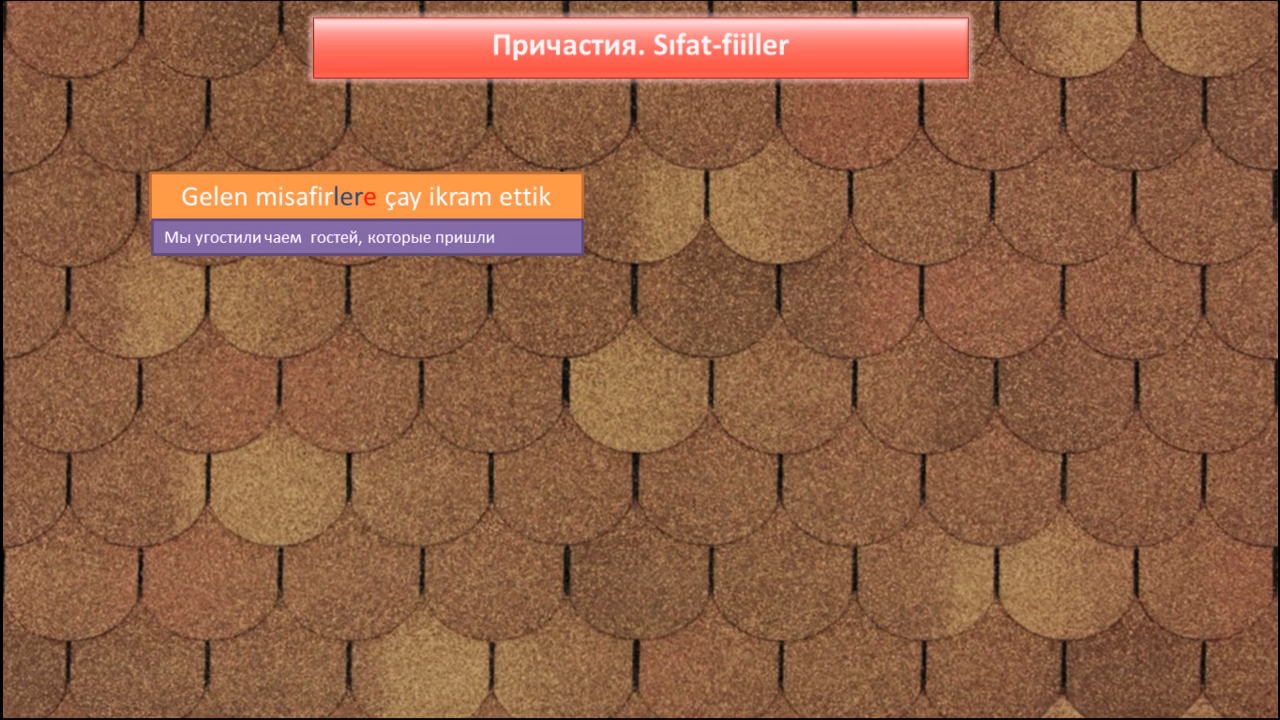 Причастия. Sıfat-fiiller
Gelen misafirlere çay ikram ettik
Мы угостили чаем гостей, которые пришли